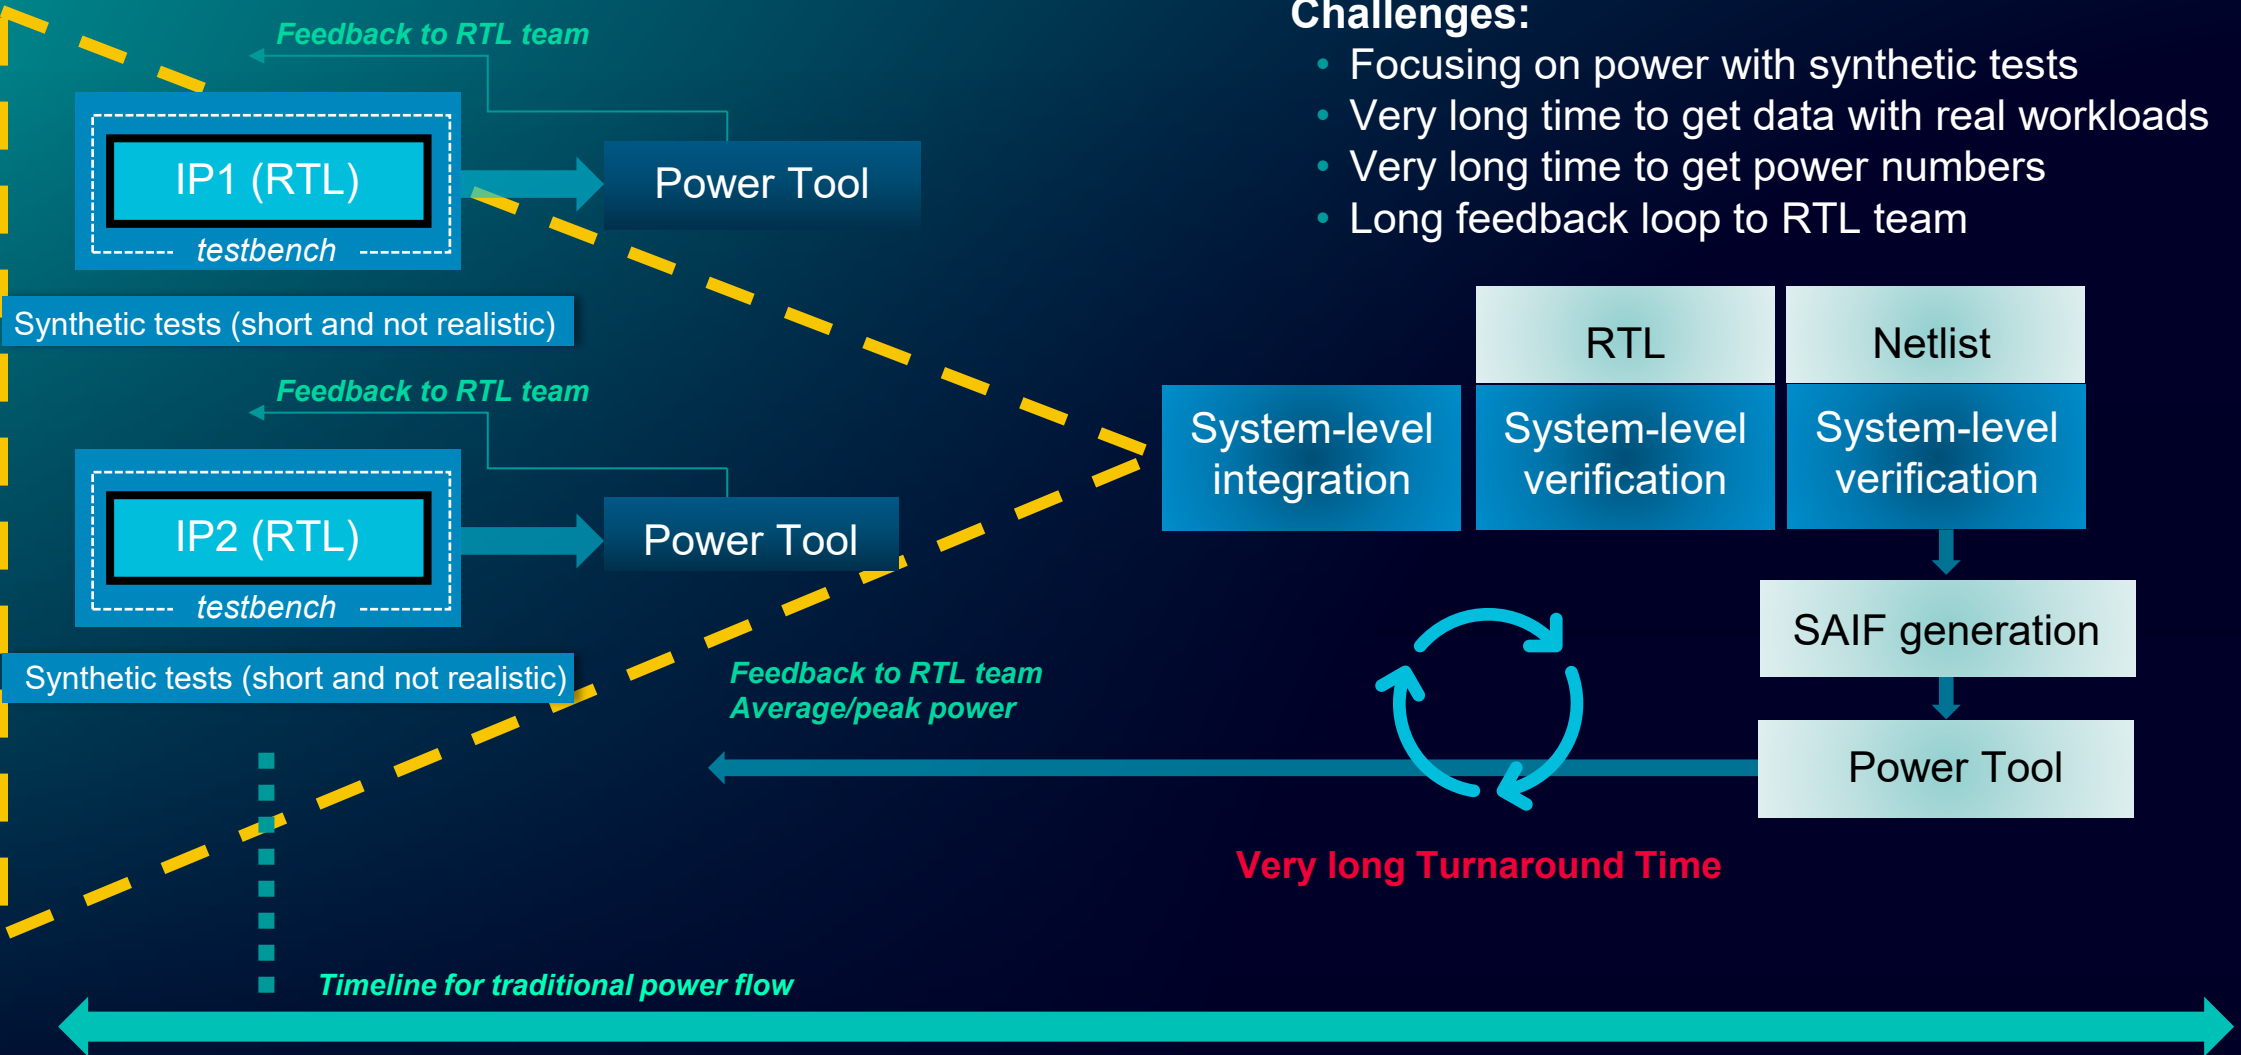 Challenges:
• Focusing on power with synthetic tests
• Very long time to get data with real workloads
• Very long time to get power numbers
• Long feedback loop to RTL team
Feedback to RTL team
IP1 (RTL)
testbench
Power Tool
Synthetic tests (short and not realistic)
Feedback to RTL team
IP2 (RTL)
testbench
Power Tool
Synthetic tests (short and not realistic)
System-level
integration
RTL
System-level
verification
Netlist
System-level
verification
SAIF generation
Power Tool
Feedback to RTL team
Average/peak power
Very long Turnaround Time
Timeline for traditional power flow